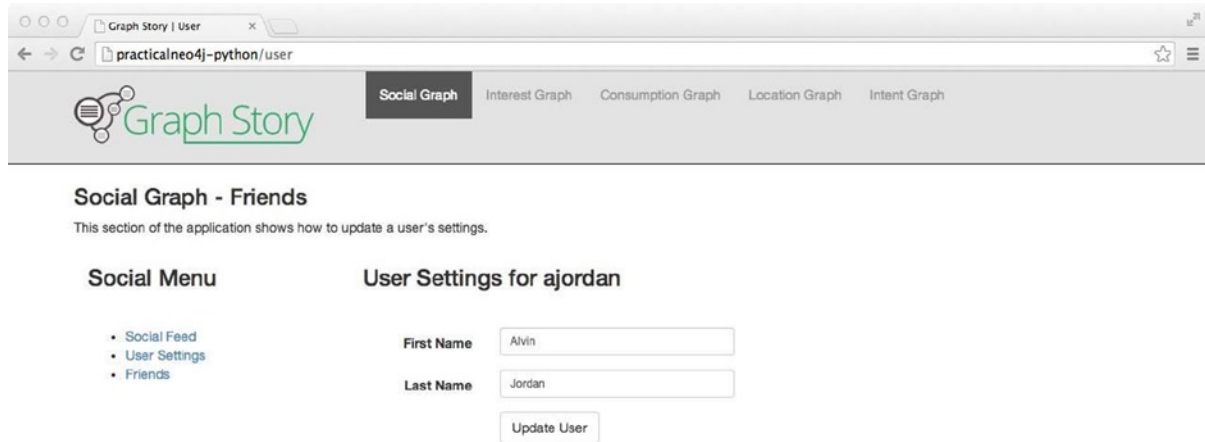 Graph Story | User
practicalneo4j-python/user
Graph Story
Social Graph Interest Graph Consumption Graph Location Graph Intent Graph
Social Graph - Friends
This section of the application shows how to update a user's settings.
Social Menu
• Social Feed
• User Settings
• Friends
User Settings for ajordan
First Name Alvin
Last Name Jordan
Update User